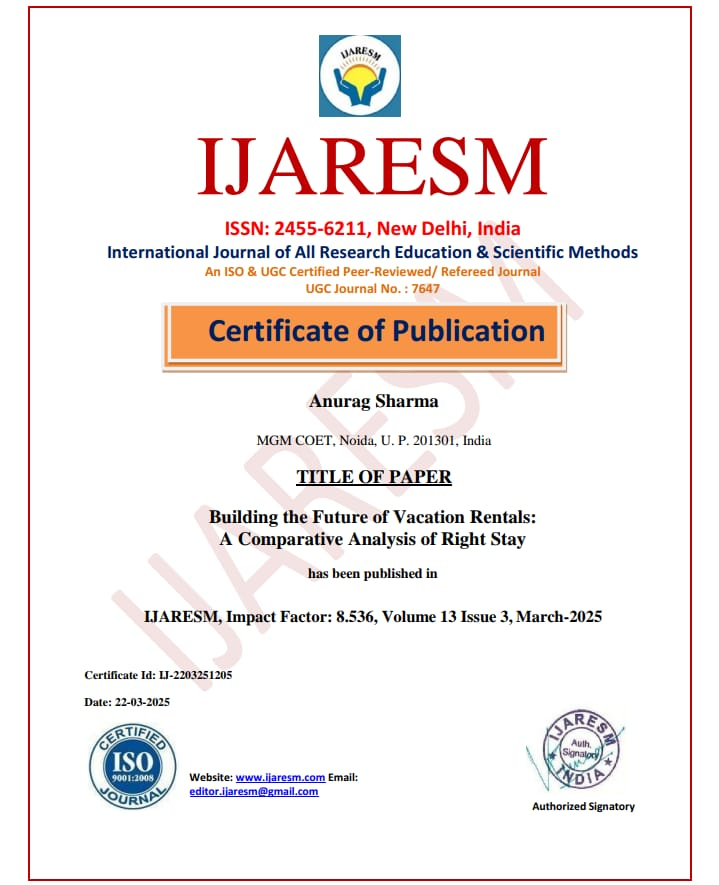 IJARESM
IJARESM
ISSN: 2455-6211, New Delhi, India
International Journal of All Research Education & Scientific Methods
An ISO & UGC Certified Peer-Reviewed/ Refereed Journal
UGC Journal No. : 7647
Certificate of Publication
Anurag Sharma
MGM COET, Noida, U. P. 201301, India
TITLE OF PAPER
Building the Future of Vacation Rentals:
A Comparative Analysis of Right Stay
has been published in
IJARESM, Impact Factor: 8.536, Volume 13 Issue 3, March-2025
IJARESM
Certificate Id: IJ-2203251205
Date: 22-03-2025
CERTIFIED
ISO
9001:2008
JOURNAL
Website: www.ijaresm.com Email:
editor.ijaresm@gmail.com
IJARESM
Auth.
Signatory
INDIA
Authorized Signatory